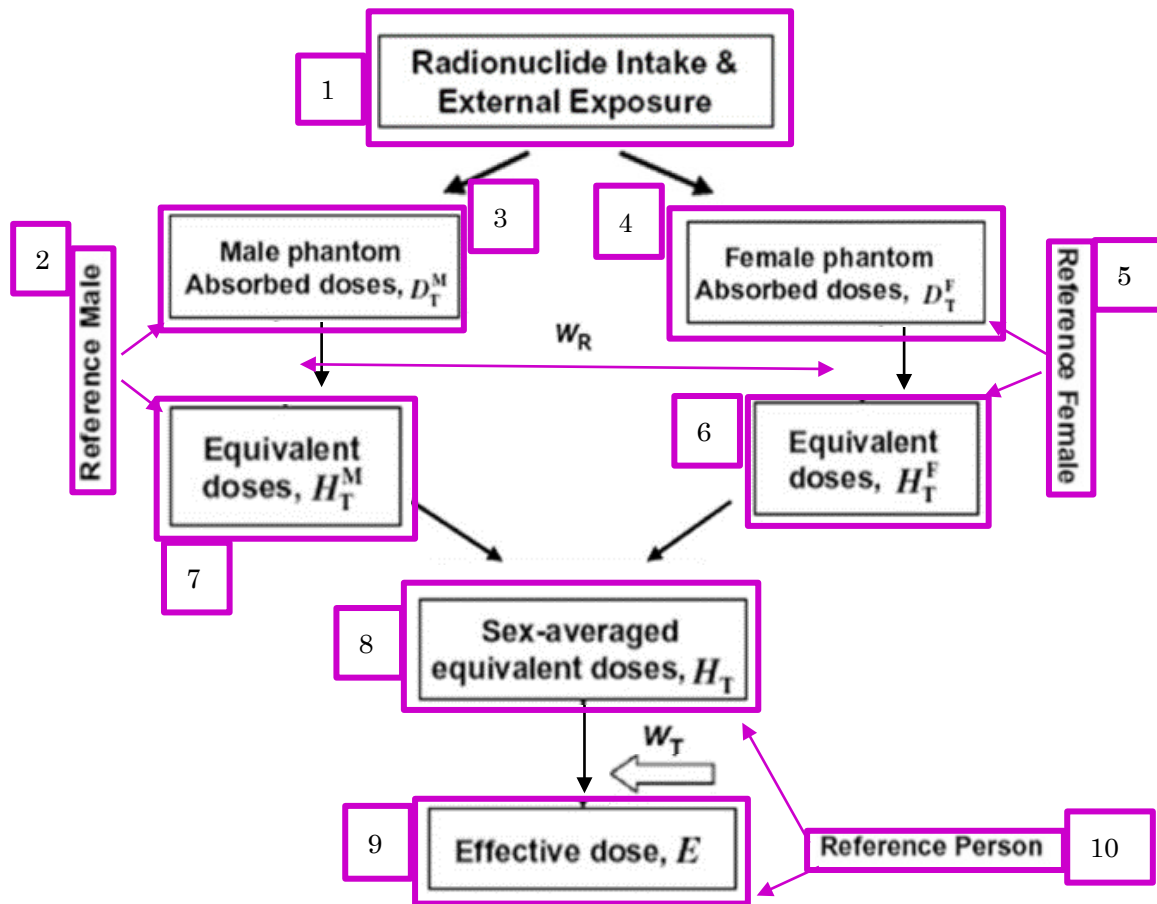 1
Radionuclide Intake &
External Exposure
2
Reference Male
3
Male phantom
Absorbed doses, D_T^M
4
Female phantom
Absorbed doses, D_T^F
5
Reference Female
w_R
Equivalent
doses, H_T^M
7
6
Equivalent
doses, H_T^F
8
Sex-averaged
equivalent doses, H_T
w_T
9
Effective dose, E
Reference Person
10